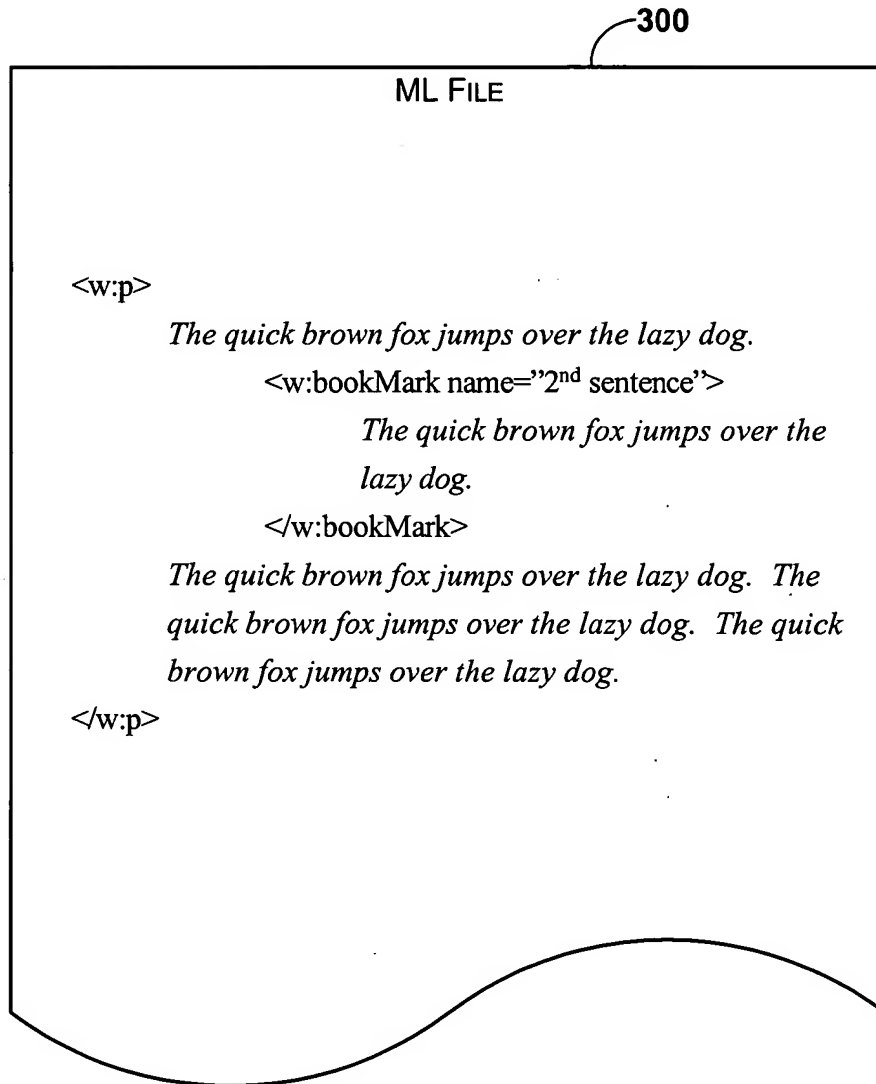 300
ML FILE
<w:p>
The quick brown fox jumps over the lazy dog.
<w:bookMark name=”2nd sentence”>
The quick brown fox jumps over the
lazy dog.
</w:bookMark>
The quick brown fox jumps over the lazy dog. The
quick brown fox jumps over the lazy dog. The quick
brown fox jumps over the lazy dog.
</w:p>